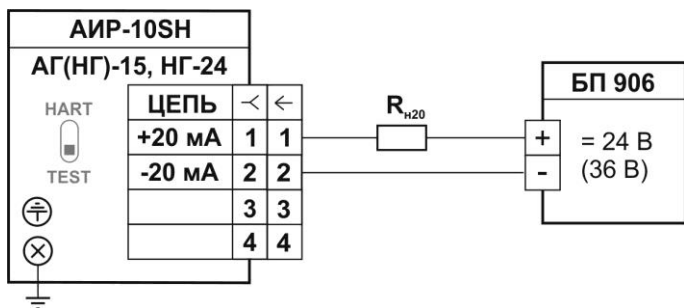 АИР-10SH
АГ(НГ)-15, НГ-24
HART
TEST
ЦЕПЬ
+20 мА 1 1
-20 мА 2 2
3 3
4 4
Rн20
БП 906
+ = 24 В
- (36 В)